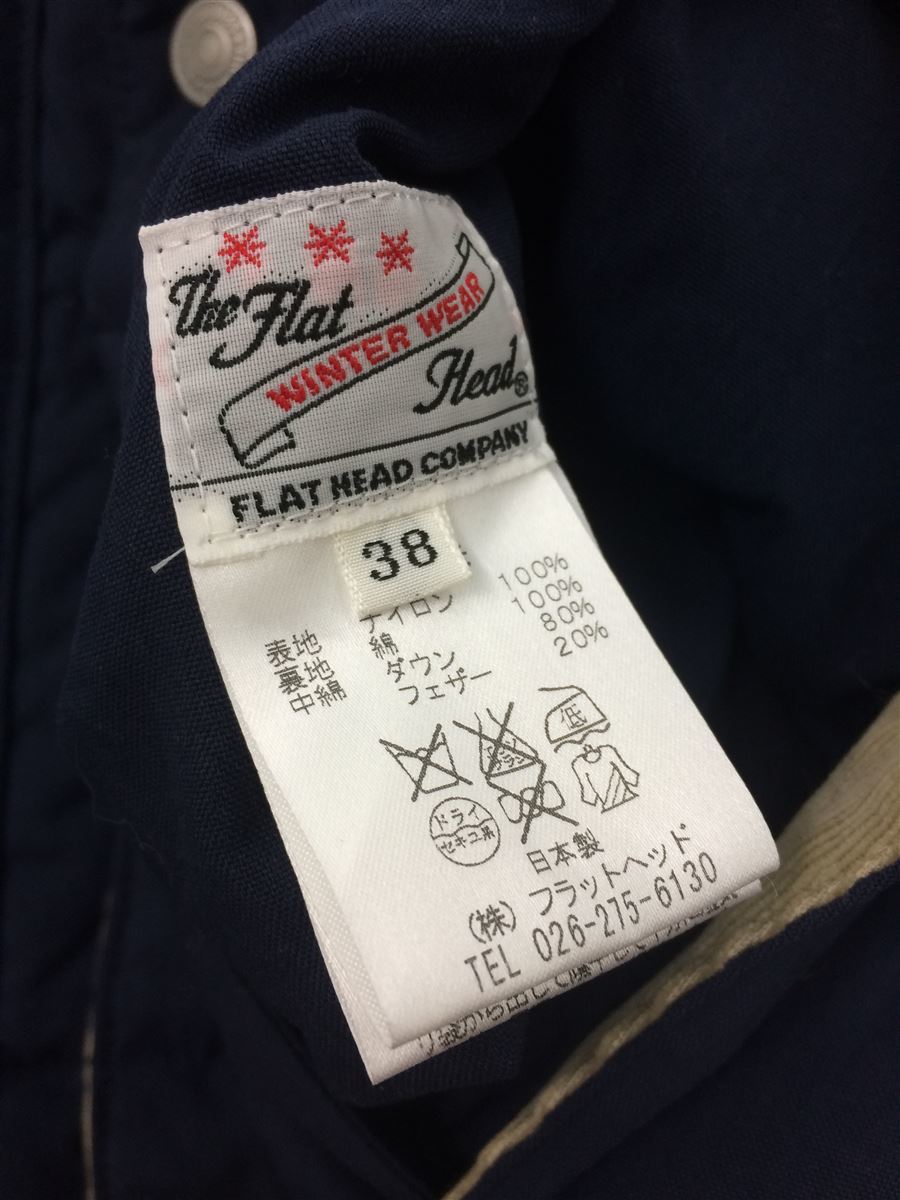 The Flat
WINTER WEAR
Head®
FLAT HEAD COMPANY
38
表地 ナイロン 100%
裏地 綿 100%
中綿 ダウン 80%
フェザー 20%
低
ドライ
セキユ系
日本製
(株) フラットヘッド
TEL 026-275-6130